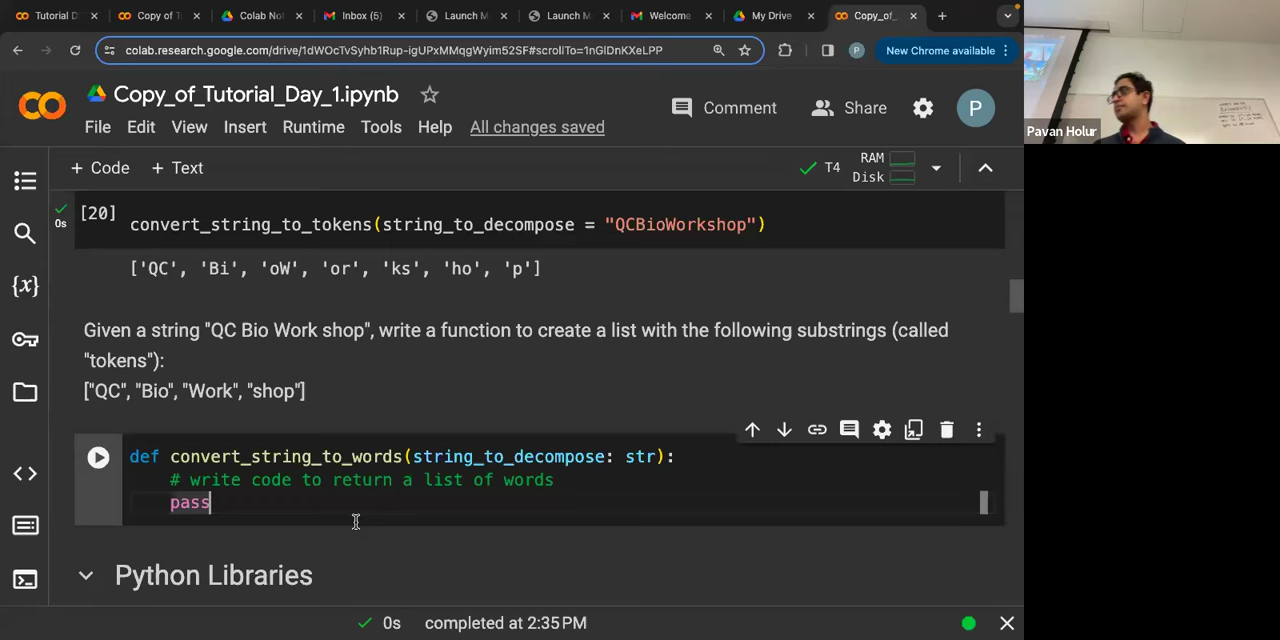 Tutorial D
Copy of T
Colab Not
Inbox (5)
Launch M
Launch M
Welcome
My Drive
Copy_of_
colab.research.google.com/drive/1dWOcTvSyhb1Rup-igUPxMMqgWyim52SF#scrollTo=1nGlDnKXeLPP
P
New Chrome available
Copy_of_Tutorial_Day_1.ipynb
Comment
Share
P
File Edit View Insert Runtime Tools Help All changes saved
+ Code + Text
T4
RAM
Disk
[20]
0s
convert_string_to_tokens(string_to_decompose = "QCBioWorkshop")
['QC', 'Bi', 'oW', 'or', 'ks', 'ho', 'p']
Given a string "QC Bio Work shop", write a function to create a list with the following substrings (called
"tokens"):
["QC", "Bio", "Work", "shop"]
def convert_string_to_words(string_to_decompose: str):
# write code to return a list of words
pass
Python Libraries
0s completed at 2:35 PM
Pavan Holur